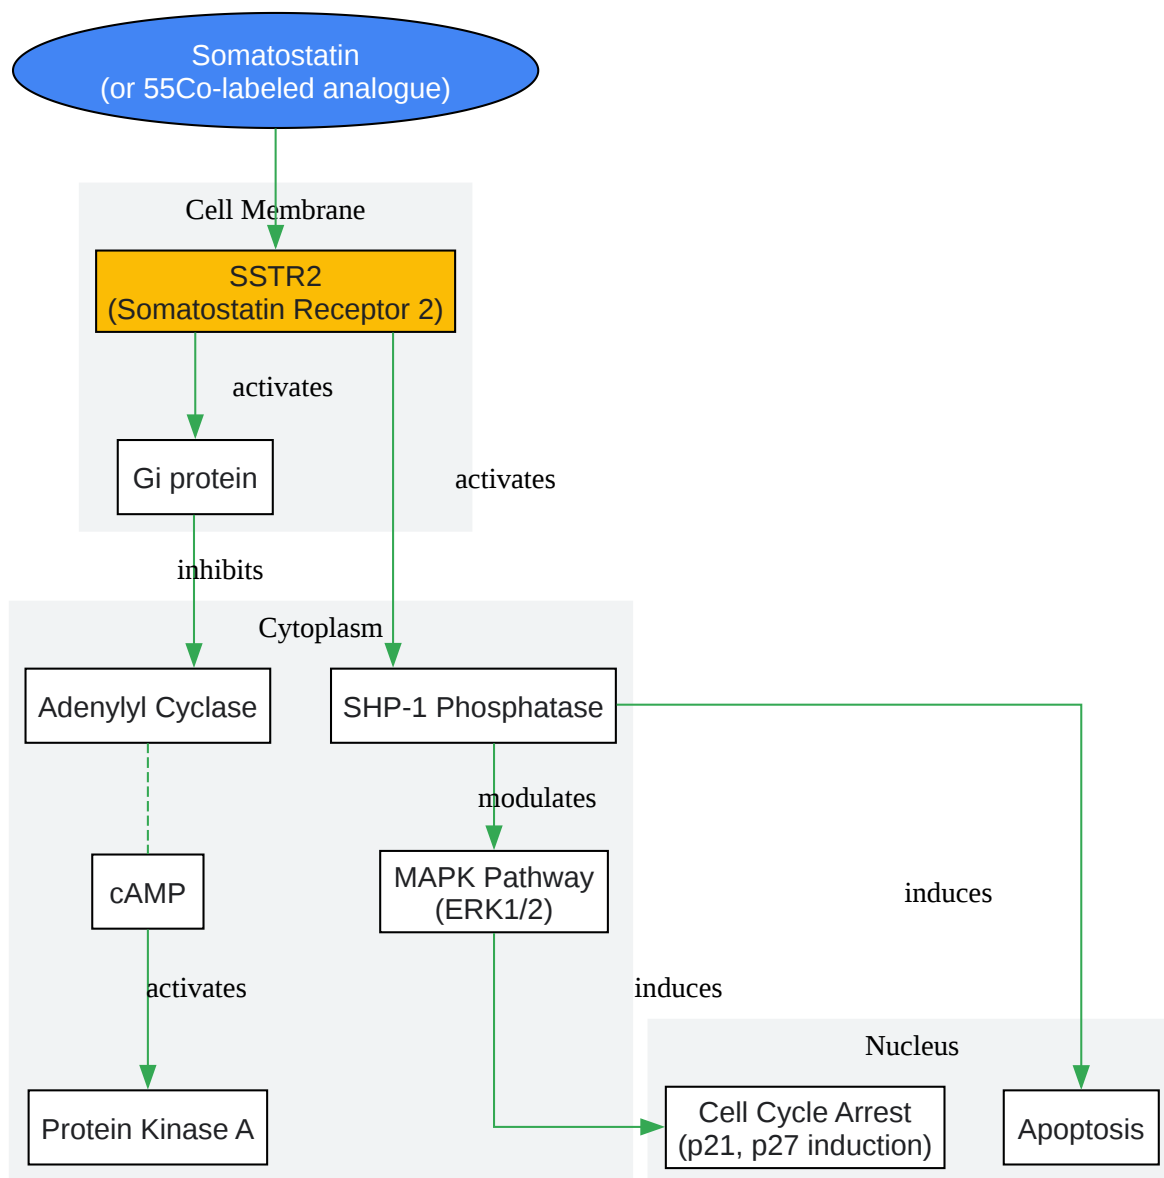 Somatostatin
(or 55Co-labeled analogue)
Cell Membrane
SSTR2
(Somatostatin Receptor 2)
activates
Gi protein
activates
inhibits
Cytoplasm
Adenylyl Cyclase
SHP-1 Phosphatase
modulates
cAMP
MAPK Pathway
(ERK1/2)
induces
activates
induces
Nucleus
Protein Kinase A
Cell Cycle Arrest
(p21, p27 induction)
Apoptosis